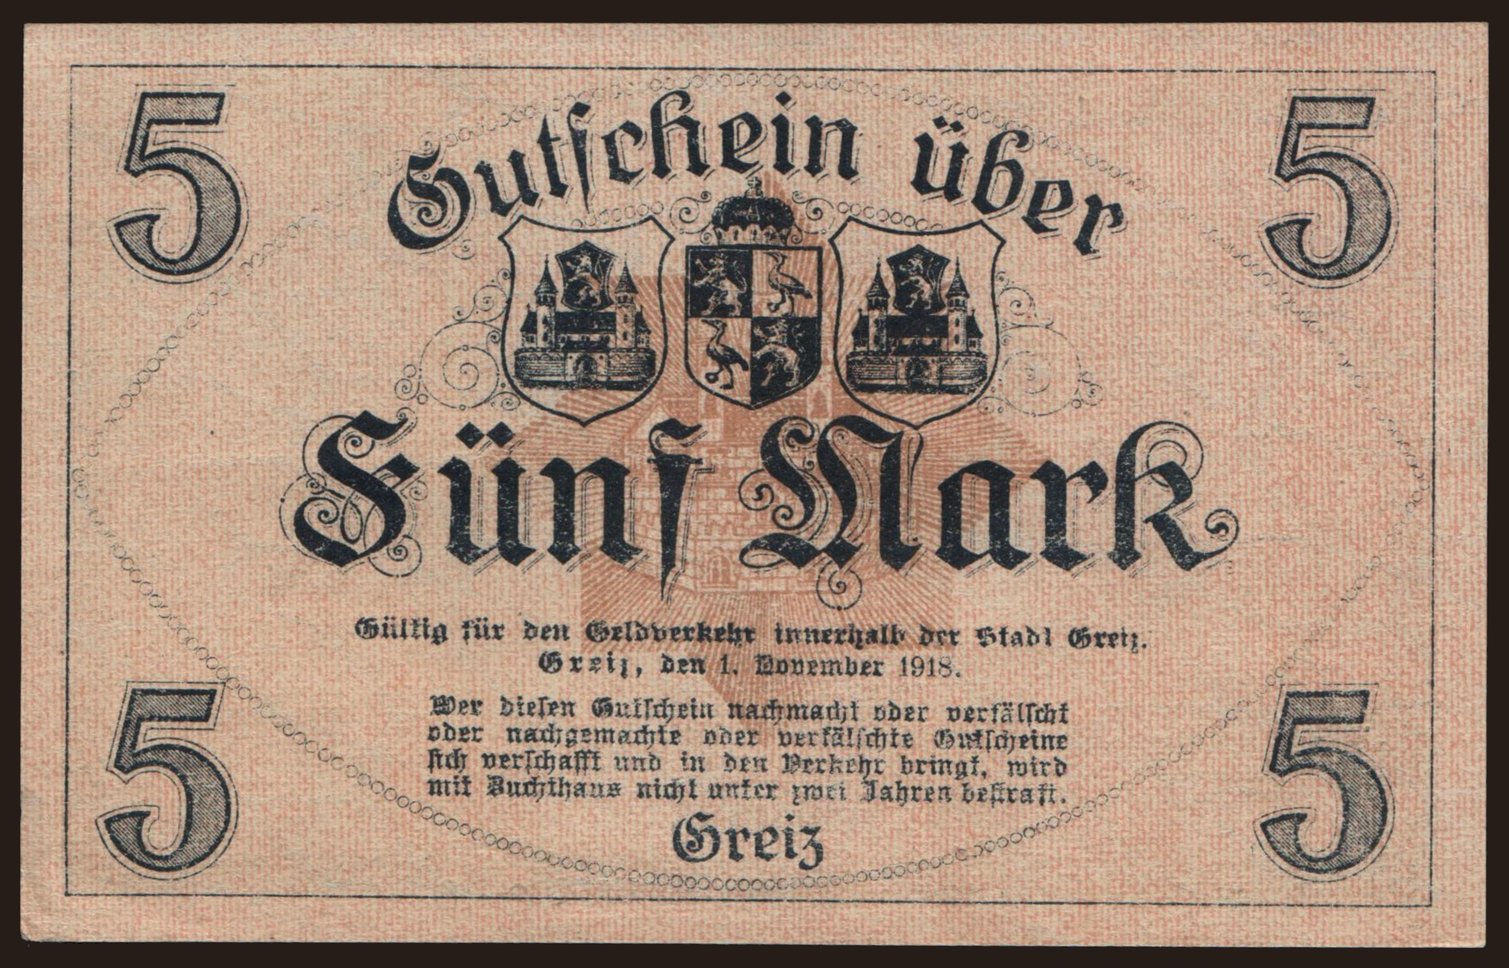 5 5
Gutschein über
Fünf Mark
Gültig für den Geldverkehr innerhalb der Stadt Greiz.
Greiz, den 1. November 1918.
Wer diesen Gutschein nachmacht oder verfälscht
oder nachgemachte oder verfälschte Gutscheine
sich verschafft und in den Verkehr bringt, wird
mit Zuchthaus nicht unter zwei Jahren bestraft.
Greiz
5 5